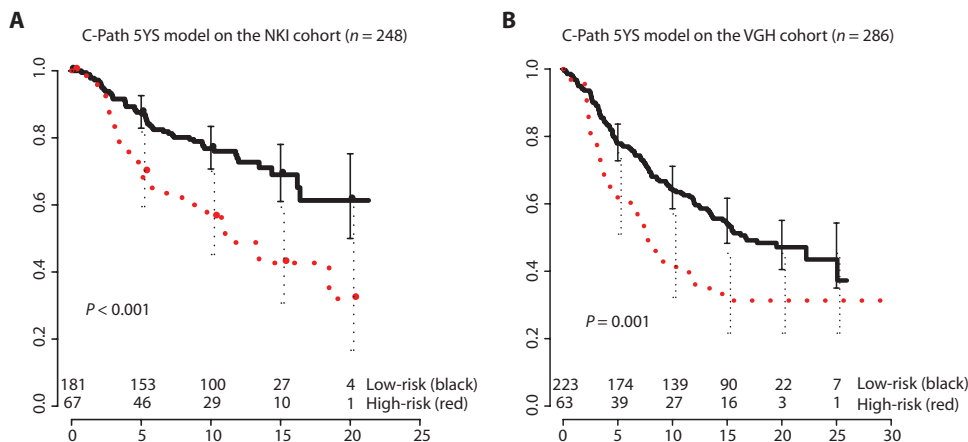 A
C-Path 5YS model on the NKI cohort (n = 248)
1.0
0.8
0.6
0.4
0.2
0.0
P < 0.001
181 153 100 27 4 Low-risk (black)
67 46 29 10 1 High-risk (red)
0 5 10 15 20 25
B
C-Path 5YS model on the VGH cohort (n = 286)
1.0
0.8
0.6
0.4
0.2
0.0
P = 0.001
223 174 139 90 22 7 Low-risk (black)
63 39 27 16 3 1 High-risk (red)
0 5 10 15 20 25 30